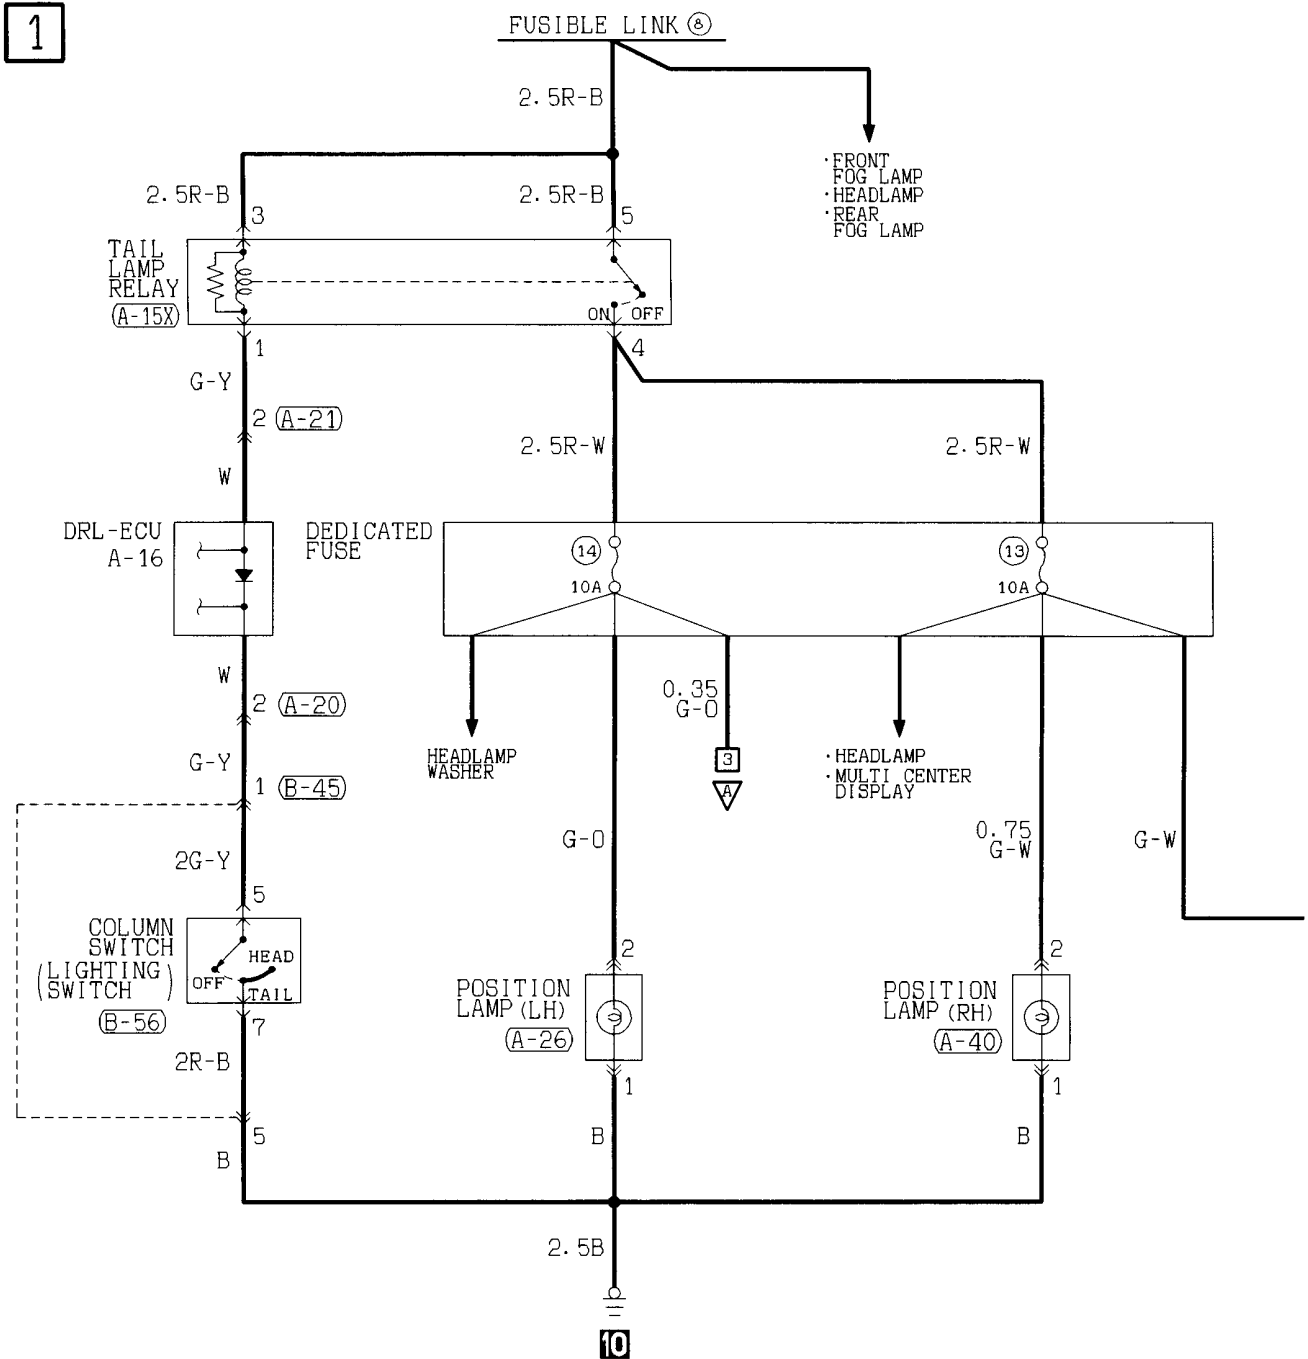 1
FUSIBLE LINK 8
2.5R-B
·FRONT
FOG LAMP
·HEADLAMP
·REAR
FOG LAMP
2.5R-B
2.5R-B
3
5
TAIL
LAMP
RELAY
(A-15X)
ON
OFF
1
4
G-Y
2 (A-21)
2.5R-W
2.5R-W
W
DRL-ECU
A-16
DEDICATED
FUSE
14
10A
13
10A
W
2 (A-20)
0.35
G-O
G-Y
HEADLAMP
WASHER
3
A
·HEADLAMP
·MULTI CENTER
DISPLAY
1 (B-45)
2G-Y
G-O
0.75
G-W
G-W
5
COLUMN
SWITCH
(LIGHTING
SWITCH)
(B-56)
HEAD
OFF
TAIL
7
2
POSITION
LAMP (LH)
(A-26)
1
2
POSITION
LAMP (RH)
(A-40)
1
2R-B
5
B
B
B
2.5B
10